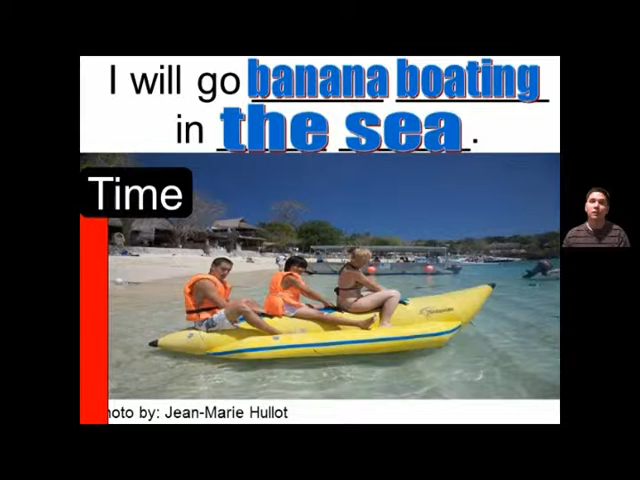 I will go banana boating
in the sea.
Time
hoto by: Jean-Marie Hullot